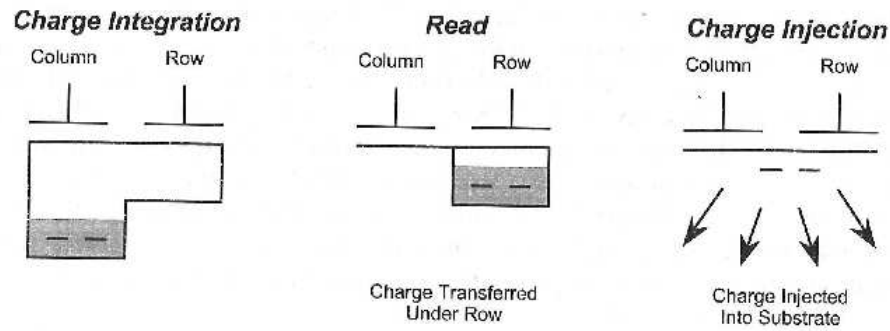 Charge Integration
Read
Charge Injection
Column Row
Column Row
Column Row
Charge Transferred
Under Row
Charge Injected
Into Substrate